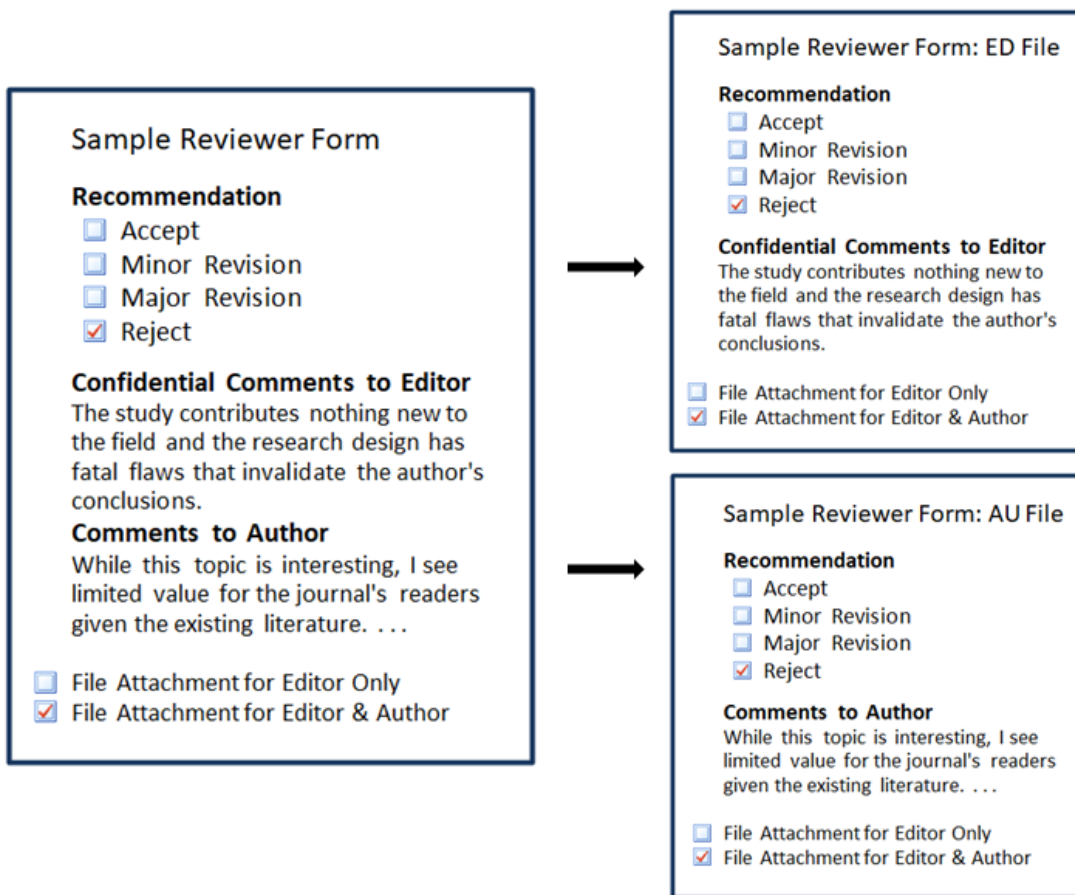 Sample Reviewer Form
Recommendation
Accept
Minor Revision
Major Revision
Reject
Confidential Comments to Editor
The study contributes nothing new to
the field and the research design has
fatal flaws that invalidate the author's
conclusions.
Comments to Author
While this topic is interesting, I see
limited value for the journal's readers
given the existing literature. . . .
File Attachment for Editor Only
File Attachment for Editor & Author
Sample Reviewer Form: ED File
Recommendation
Accept
Minor Revision
Major Revision
Reject
Confidential Comments to Editor
The study contributes nothing new to
the field and the research design has
fatal flaws that invalidate the author's
conclusions.
File Attachment for Editor Only
File Attachment for Editor & Author
Sample Reviewer Form: AU File
Recommendation
Accept
Minor Revision
Major Revision
Reject
Comments to Author
While this topic is interesting, I see
limited value for the journal's readers
given the existing literature. . . .
File Attachment for Editor Only
File Attachment for Editor & Author